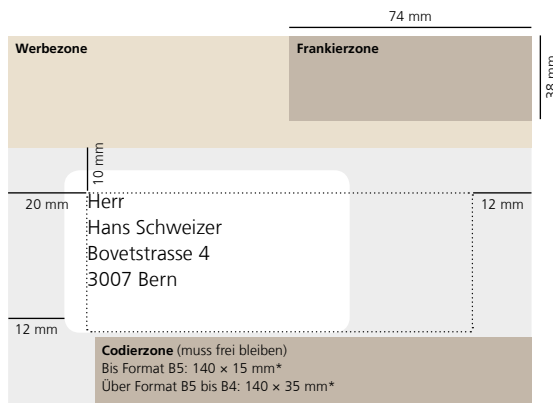 74 mm
Werbezone
Frankierzone
38 mm
10 mm
20 mm
12 mm
Herr
Hans Schweizer
Bovetstrasse 4
3007 Bern
12 mm
Codierzone (muss frei bleiben)
Bis Format B5: 140 × 15 mm*
Über Format B5 bis B4: 140 × 35 mm*